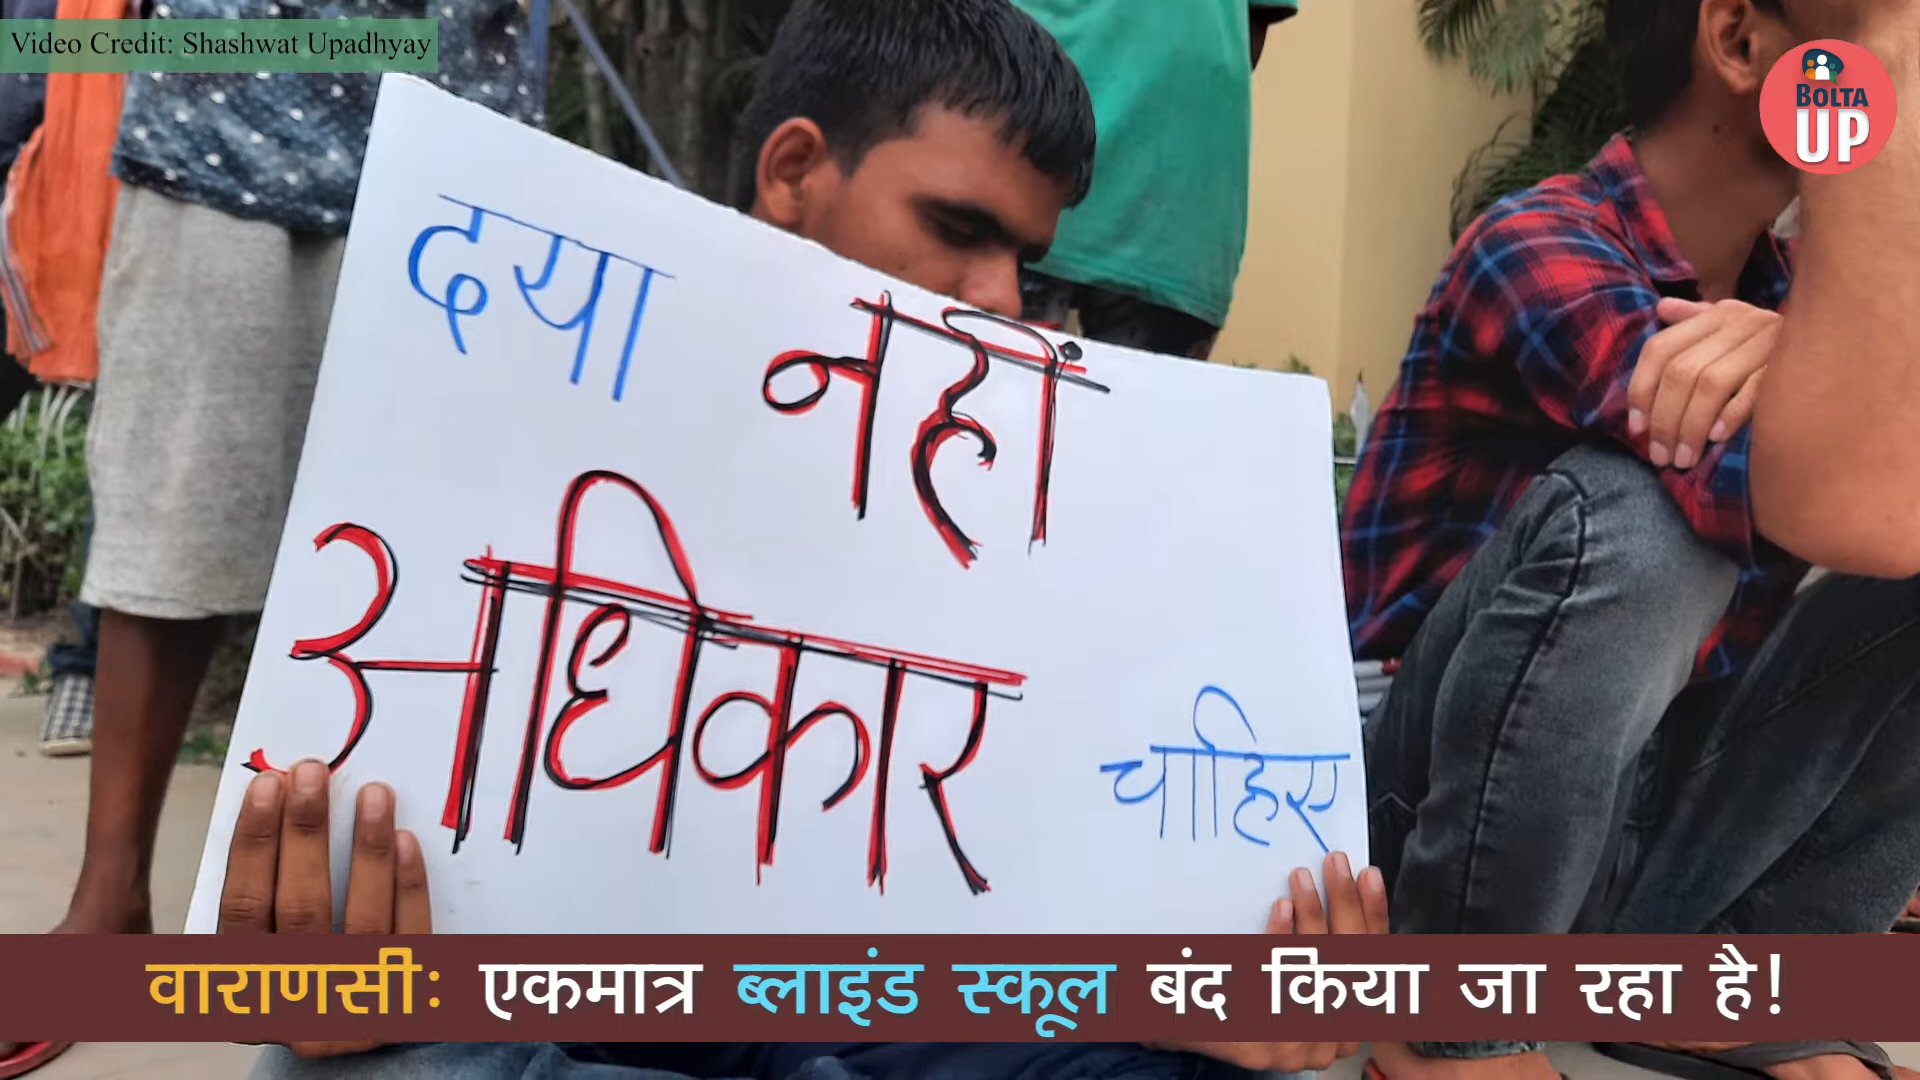 Video Credit: Shashwat Upadhyay
BOLTA
UP
दया नहीं
अधिकार
चाहिए
वाराणसी: एकमात्र ब्लाइंड स्कूल बंद किया जा रहा है!